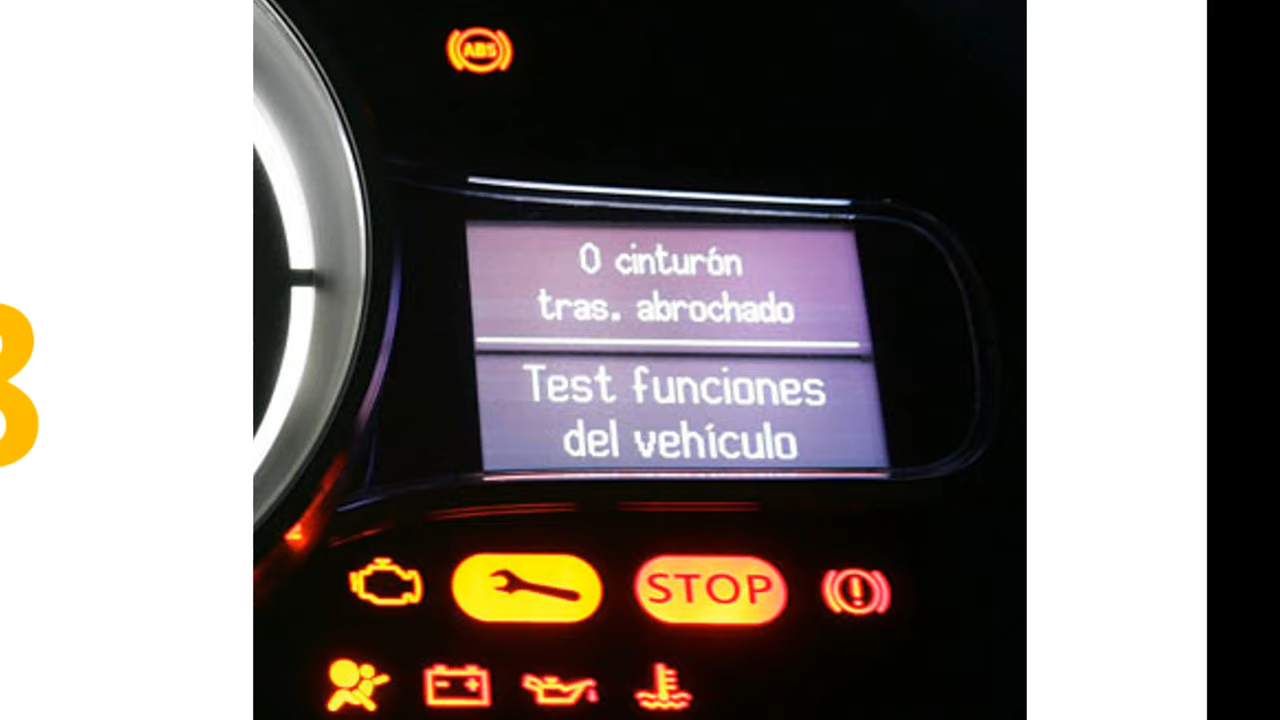 ABS
0 cinturón
tras. abrochado
Test funciones
del vehículo
STOP